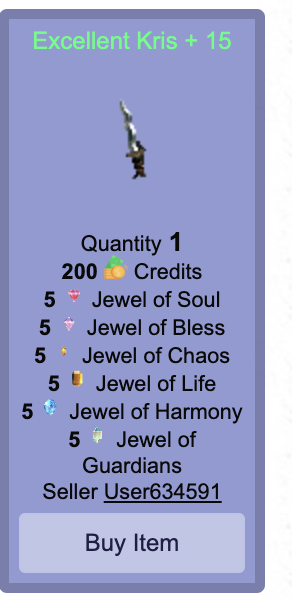 Excellent Kris + 15
Quantity 1
200 Credits
5 Jewel of Soul
5 Jewel of Bless
5 Jewel of Chaos
5 Jewel of Life
5 Jewel of Harmony
5 Jewel of
Guardians
Seller User634591
Buy Item